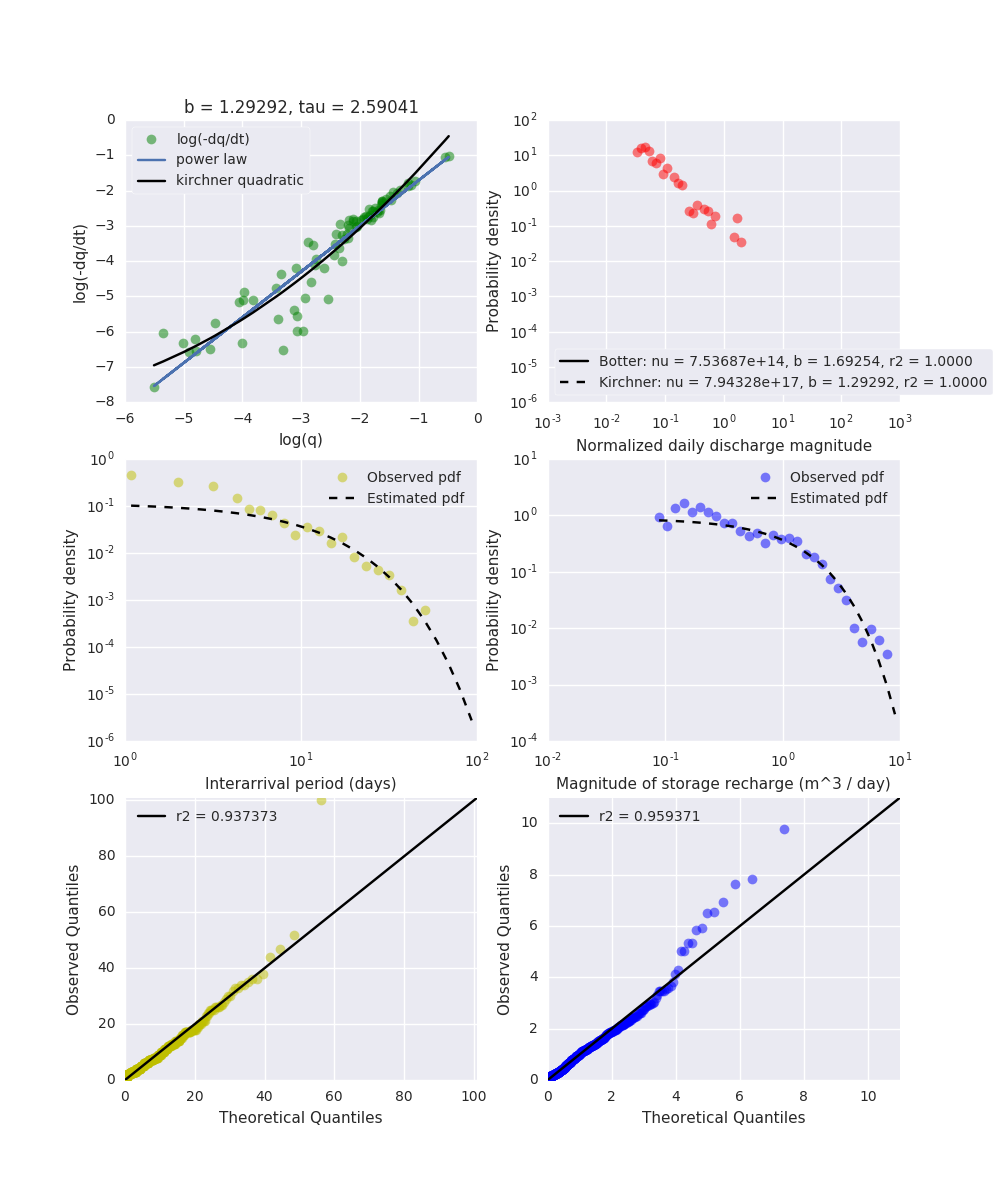 b = 1.29292, tau = 2.59041
log(-dq/dt)
power law
kirchner quadratic
0
−1
−2
−3
−4
−5
−6
−7
−8
log(-dq/dt)
−6 −5 −4 −3 −2 −1 0
log(q)
10^2
10^1
10^0
10^-1
10^-2
10^-3
10^-4
10^-5
10^-6
Probability density
Botter: nu = 7.53687e+14, b = 1.69254, r2 = 1.0000
Kirchner: nu = 7.94328e+17, b = 1.29292, r2 = 1.0000
10^-3 10^-2 10^-1 10^0 10^1 10^2 10^3
Normalized daily discharge magnitude
10^0
10^-1
10^-2
10^-3
10^-4
10^-5
10^-6
Probability density
Observed pdf
Estimated pdf
10^0 10^1 10^2
Interarrival period (days)
10^1
10^0
10^-1
10^-2
10^-3
10^-4
Probability density
Observed pdf
Estimated pdf
10^-2 10^-1 10^0 10^1
Magnitude of storage recharge (m^3 / day)
100
80
60
40
20
0
Observed Quantiles
r2 = 0.937373
0 20 40 60 80 100
Theoretical Quantiles
10
8
6
4
2
0
Observed Quantiles
r2 = 0.959371
0 2 4 6 8 10
Theoretical Quantiles